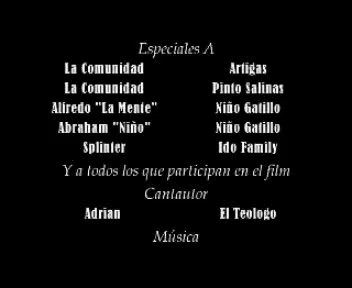 Especiales A
La Comunidad Artigas
La Comunidad Pinto Salinas
Alfredo "La Mente" Niño Gatillo
Abraham "Niño" Niño Gatillo
Splinter Ido Family
Y a todos los que participan en el film
Cantautor
Adrian El Teologo
Música